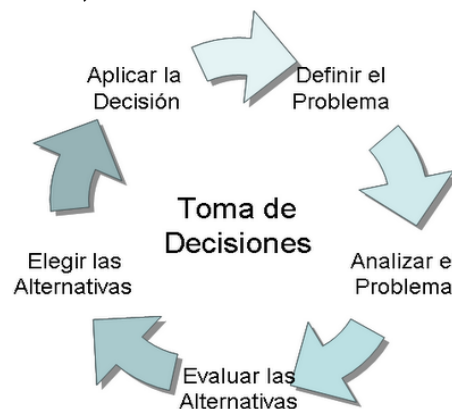 Aplicar la
Decisión
Definir el
Problema
Toma de
Decisiones
Elegir las
Alternativas
Analizar e
Problema
Evaluar las
Alternativas